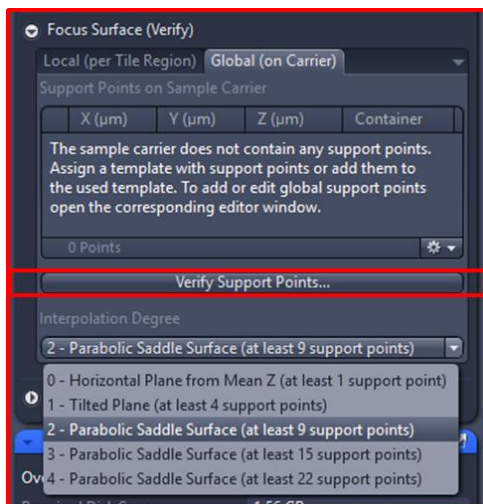 Focus Surface (Verify)
Local (per Tile Region) Global (on Carrier)
Support Points on Sample Carrier
X (µm) Y (µm) Z (µm) Container
The sample carrier does not contain any support points.
Assign a template with support points or add them to
the used template. To add or edit global support points
open the corresponding editor window.
0 Points
Verify Support Points...
Interpolation Degree
2 - Parabolic Saddle Surface (at least 9 support points)
0 - Horizontal Plane from Mean Z (at least 1 support point)
1 - Tilted Plane (at least 4 support points)
2 - Parabolic Saddle Surface (at least 9 support points)
3 - Parabolic Saddle Surface (at least 15 support points)
4 - Parabolic Saddle Surface (at least 22 support points)